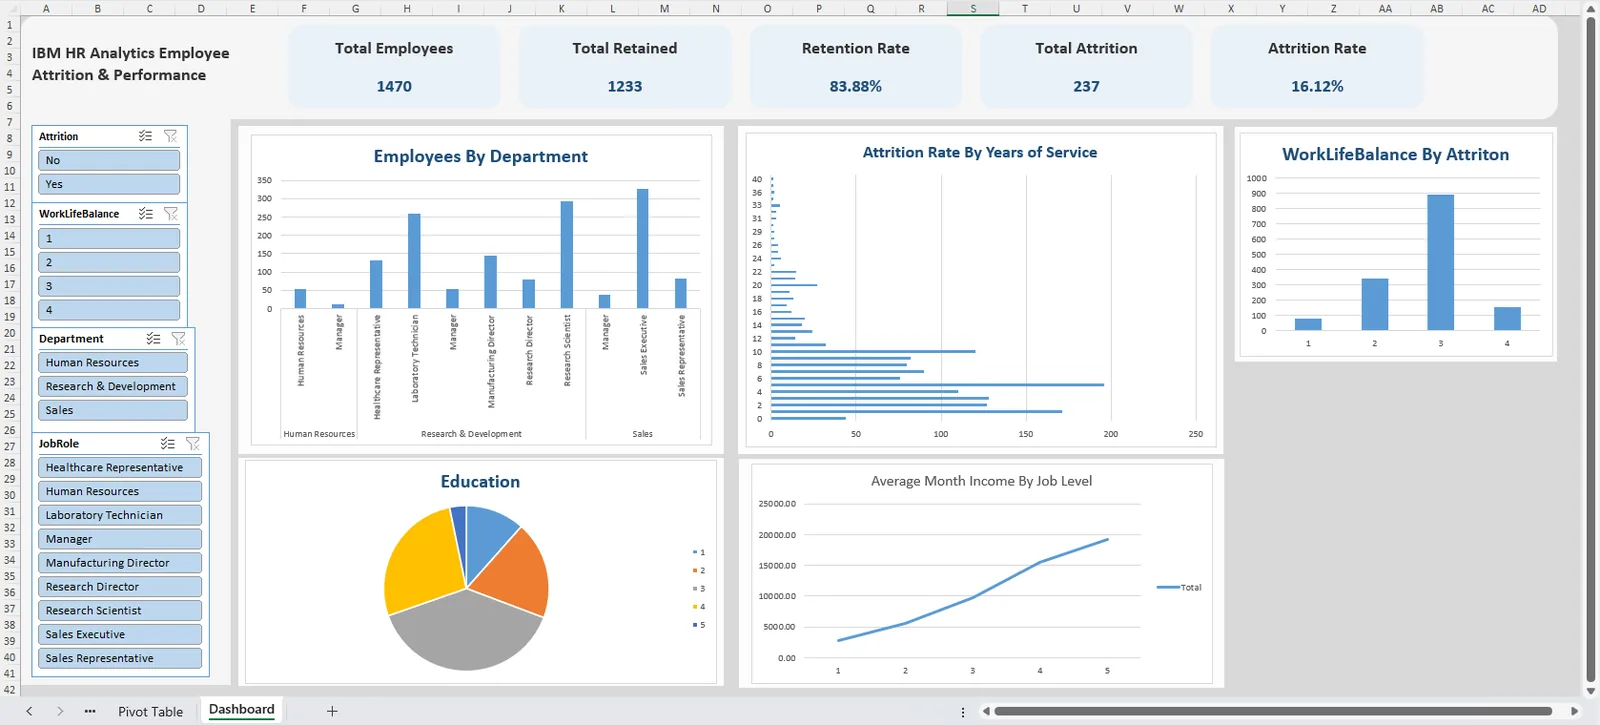 A B C D E F G H I J K L M N O P Q R S T U V W X Y Z AA AB AC AD
1
2
3
4
5
6
7
8
9
10
11
12
13
14
15
16
17
18
19
20
21
22
23
24
25
26
27
28
29
30
31
32
33
34
35
36
37
38
39
40
41
42
IBM HR Analytics Employee
Attrition & Performance
Total Employees
1470
Total Retained
1233
Retention Rate
83.88%
Total Attrition
237
Attrition Rate
16.12%
Attrition
No
Yes
WorkLifeBalance
1
2
3
4
Department
Human Resources
Research & Development
Sales
JobRole
Healthcare Representative
Human Resources
Laboratory Technician
Manager
Manufacturing Director
Research Director
Research Scientist
Sales Executive
Sales Representative
Employees By Department
350
300
250
200
150
100
50
0
Human Resources
Manager
Healthcare Representative
Laboratory Technician
Manager
Manufacturing Director
Research Director
Research Scientist
Manager
Sales Executive
Sales Representative
Human Resources Research & Development Sales
Attrition Rate By Years of Service
40
36
33
31
29
26
24
22
20
18
16
14
12
10
8
6
4
2
0
0 50 100 150 200 250
WorkLifeBalance By Attriton
1000
900
800
700
600
500
400
300
200
100
0
1 2 3 4
Education
1
2
3
4
5
Average Month Income By Job Level
25000.00
20000.00
15000.00
10000.00
5000.00
0.00
1 2 3 4 5
Total
Pivot Table Dashboard